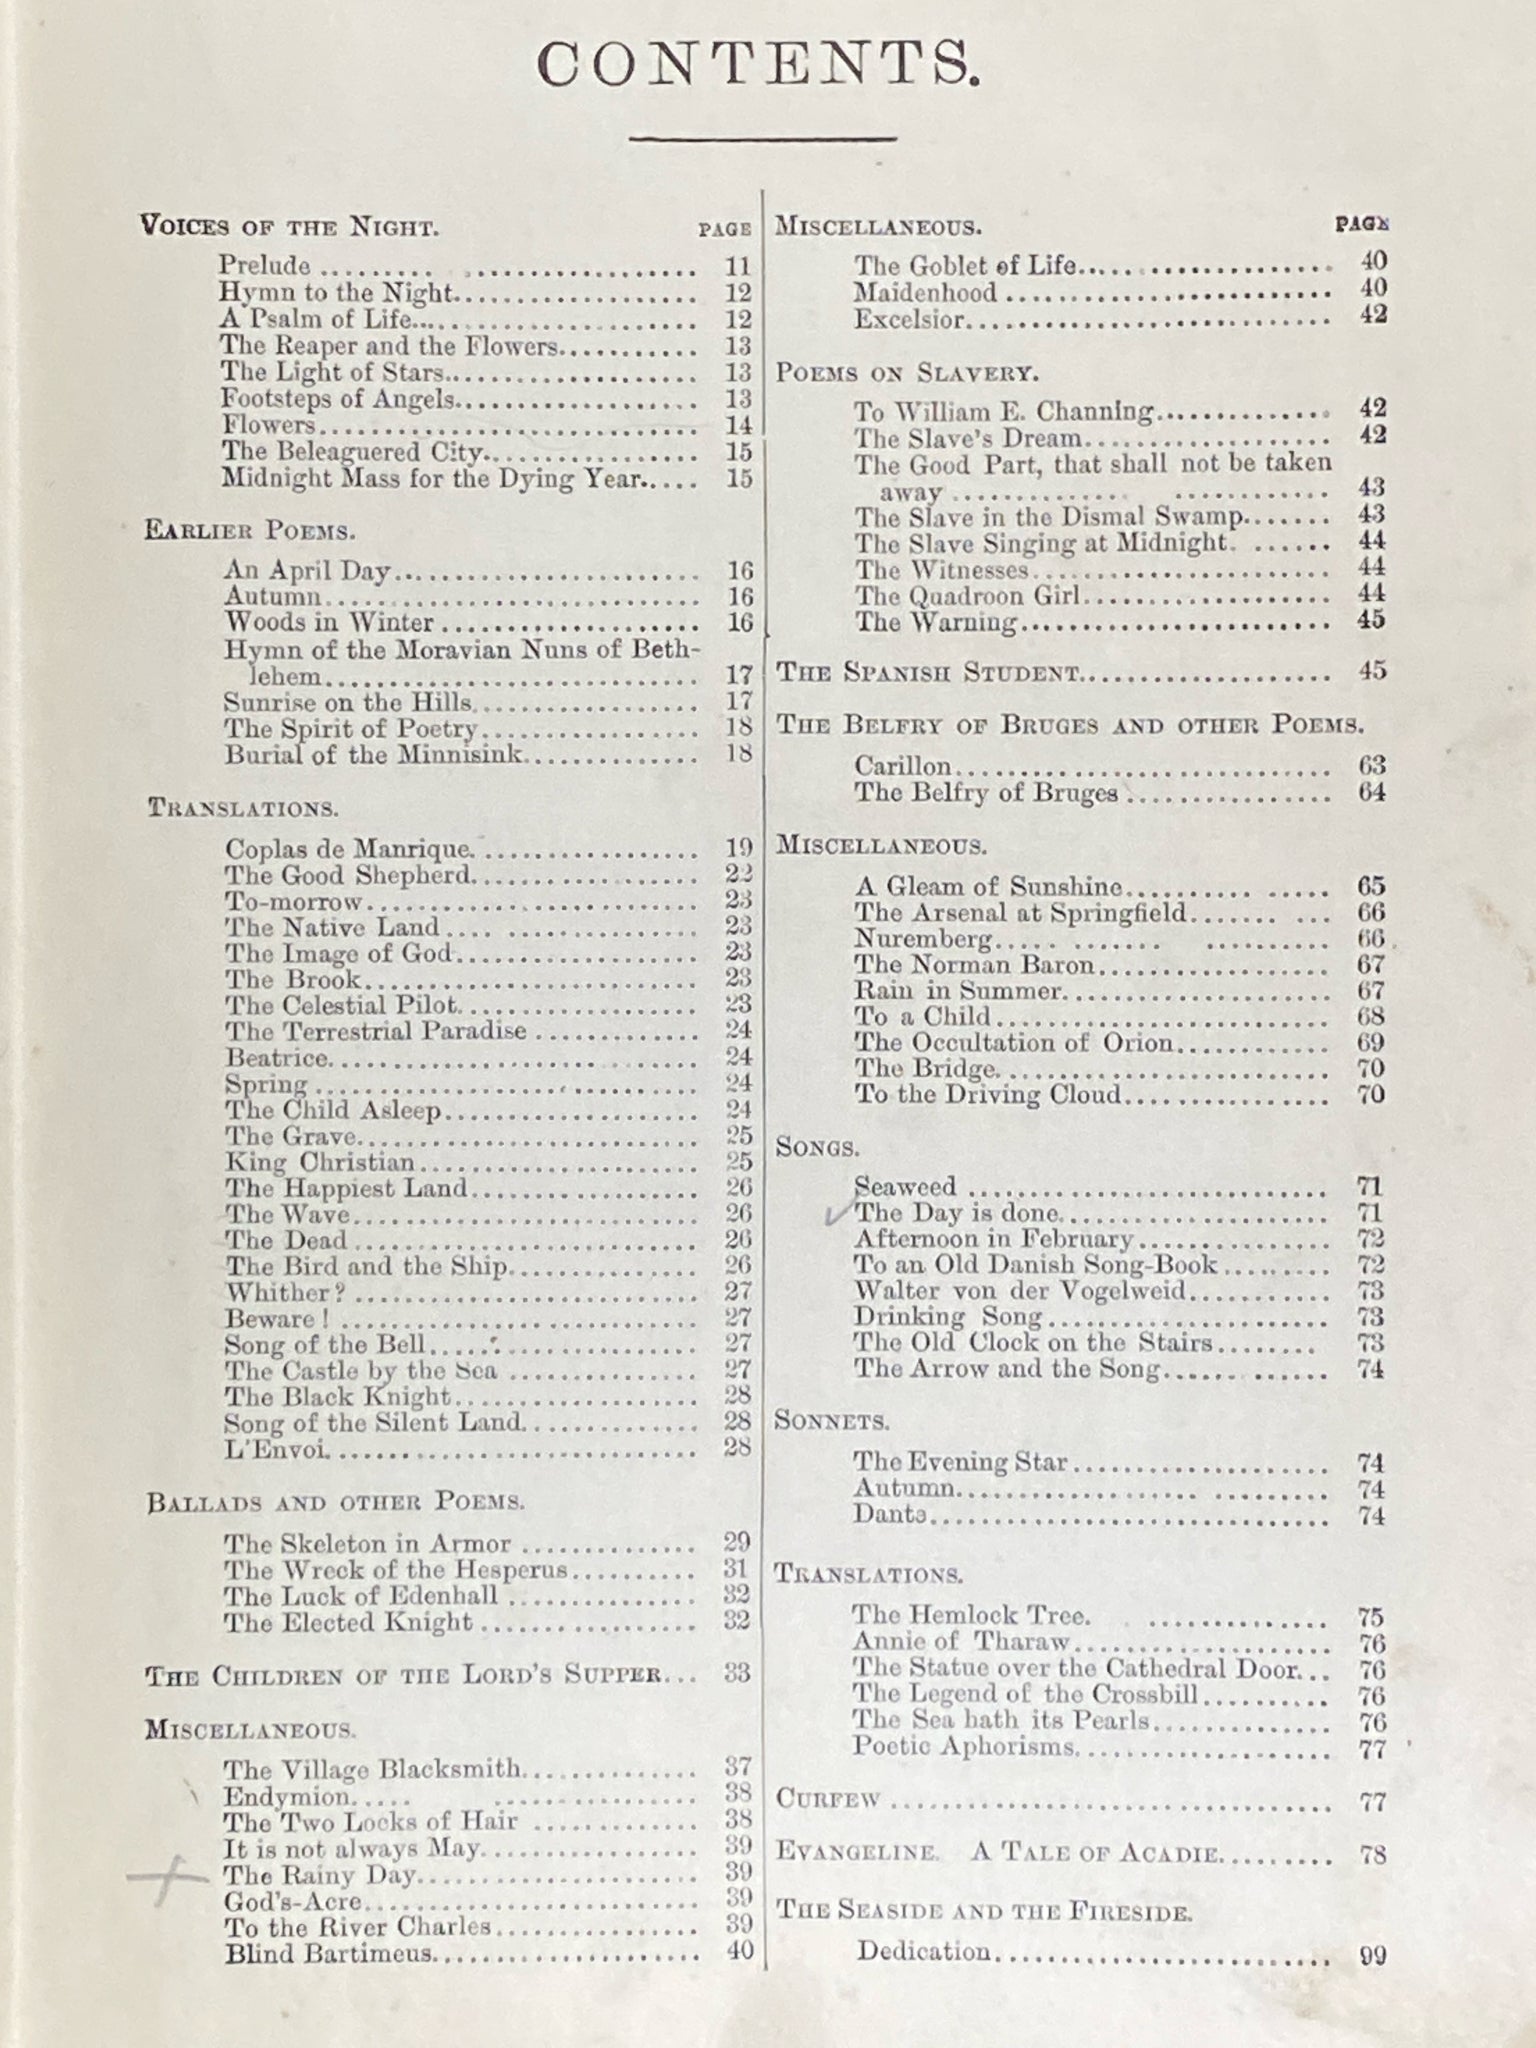 CONTENTS.
VOICES OF THE NIGHT. PAGE
Prelude ......... .................. 11
Hymn to the Night..................... 12
A Psalm of Life....................... 12
The Reaper and the Flowers........... 13
The Light of Stars..................... 13
Footsteps of Angels.................... 13
Flowers................................ 14
The Beleaguered City.................. 15
Midnight Mass for the Dying Year..... 15
EARLIER POEMS.
An April Day.......................... 16
Autumn................................ 16
Woods in Winter ..................... 16
Hymn of the Moravian Nuns of Beth-
lehem................................ 17
Sunrise on the Hills................... 17
The Spirit of Poetry................... 18
Burial of the Minnisink................ 18
TRANSLATIONS.
Coplas de Manrique. ................. 19
The Good Shepherd.................... 22
To-morrow............................. 23
The Native Land .... ............... 23
The Image of God..................... 23
The Brook............................. 23
The Celestial Pilot..................... 23
The Terrestrial Paradise .............. 24
Beatrice............................... 24
Spring ................................ 24
The Child Asleep...................... 24
The Grave............................. 25
King Christian........................ 25
The Happiest Land.................... 26
The Wave............................. 26
The Dead ............................. 26
The Bird and the Ship................. 26
Whither? ............................. 27
Beware! .............................. 27
Song of the Bell....................... 27
The Castle by the Sea ................ 27
The Black Knight..................... 28
Song of the Silent Land............... 28
L'Envoi............................... 28
BALLADS AND OTHER POEMS.
The Skeleton in Armor ............... 29
The Wreck of the Hesperus.......... 31
The Luck of Edenhall ................ 32
The Elected Knight .................. 32
THE CHILDREN OF THE LORD'S SUPPER... 33
MISCELLANEOUS.
The Village Blacksmith................ 37
Endymion..... .................... 38
The Two Locks of Hair .............. 38
It is not always May................... 39
The Rainy Day........................ 39
God's-Acre............................ 39
To the River Charles.................. 39
Blind Bartimeus....................... 40
MISCELLANEOUS. PAGE
The Goblet of Life...................... 40
Maidenhood ........................... 40
Excelsior.............................. 42
POEMS ON SLAVERY.
To William E. Channing.............. 42
The Slave's Dream.................... 42
The Good Part, that shall not be taken
away .............. ............ 43
The Slave in the Dismal Swamp....... 43
The Slave Singing at Midnight. ...... 44
The Witnesses......................... 44
The Quadroon Girl.................... 44
The Warning.......................... 45
THE SPANISH STUDENT.................... 45
THE BELFRY OF BRUGES AND OTHER POEMS.
Carillon............................... 63
The Belfry of Bruges ................. 64
MISCELLANEOUS.
A Gleam of Sunshine.......... ..... 65
The Arsenal at Springfield....... ... 66
Nuremberg..... ....... .......... 66
The Norman Baron................... 67
Rain in Summer...................... 67
To a Child............................ 68
The Occultation of Orion............. 69
The Bridge............................ 70
To the Driving Cloud................. 70
SONGS.
Seaweed .............................. 71
The Day is done...................... 71
Afternoon in February................ 72
To an Old Danish Song-Book ......... 72
Walter von der Vogelweid............ 73
Drinking Song........................ 73
The Old Clock on the Stairs........ 73
The Arrow and the Song...... ...... 74
SONNETS.
The Evening Star..................... 74
Autumn.................... ......... 74
Dante................................. 74
TRANSLATIONS.
The Hemlock Tree. .............. 75
Annie of Tharaw...................... 76
The Statue over the Cathedral Door... 76
The Legend of the Crossbill.......... 76
The Sea hath its Pearls............... 76
Poetic Aphorisms..................... 77
CURFEW .................................. 77
EVANGELINE. A TALE OF ACADIE......... 78
THE SEASIDE AND THE FIRESIDE.
Dedication............................ 99